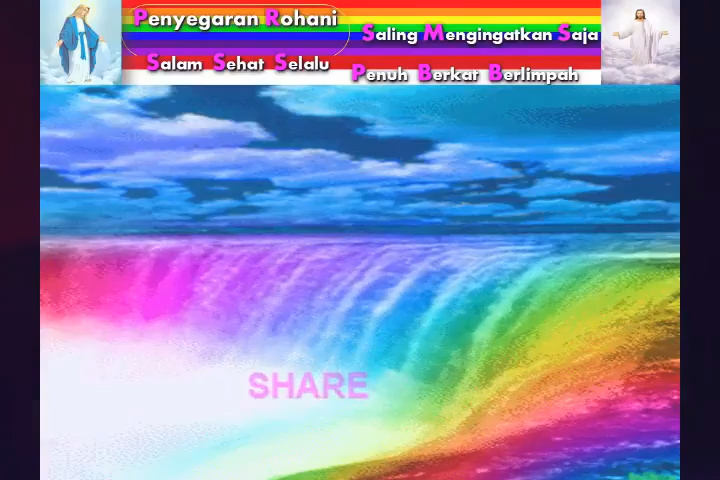 Penyegaran Rohani
Saling Mengingatkan Saja
Salam Sehat Selalu
Penuh Berkat Berlimpah
SHARE